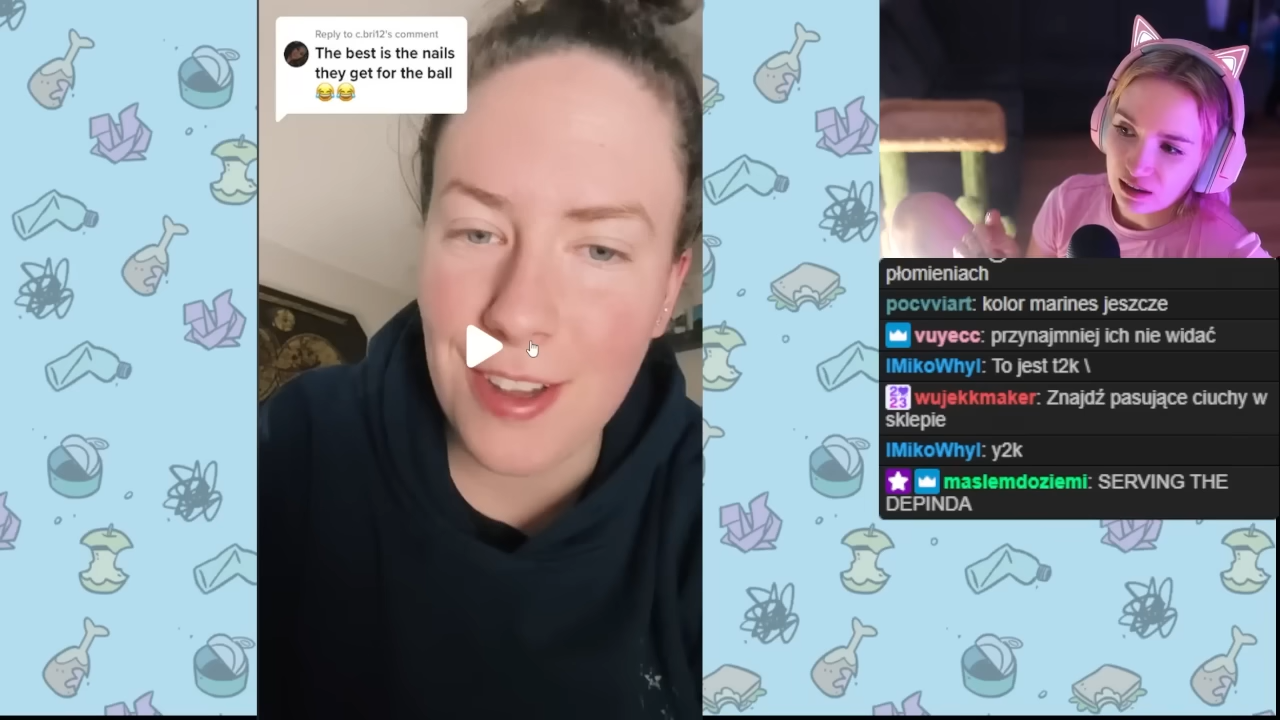 Reply to c.bri12's comment
The best is the nails
they get for the ball
😂😂
płomieniach
pocvviart: kolor marines jeszcze
vuyecc: przynajmniej ich nie widać
IMikoWhyI: To jest t2k \
wujekkmaker: Znajdź pasujące ciuchy w
sklepie
IMikoWhyI: y2k
maslemdoziemi: SERVING THE
DEPINDA